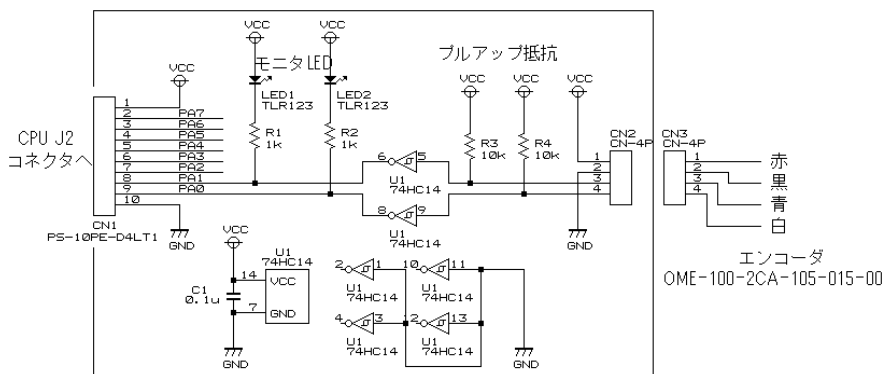 VCC
VCC
モニタLED
プルアップ抵抗
VCC
VCC
VCC
VCC
LED1
TLR123
LED2
TLR123
CPU J2
コネクタへ
1
2
3
4
5
6
7
8
9
10
PA7
PA6
PA5
PA4
PA3
PA2
PA1
PA0
CN1
PS-10PE-D4LT1
GND
R1
1k
R2
1k
R3
10k
R4
10k
6
5
U1
74HC14
8
9
U1
74HC14
CN2
CN-4P
1
2
3
4
GND
CN3
CN-4P
1
2
3
4
赤
黒
青
白
エンコーダ
OME-100-2CA-105-015-00
VCC
U1
74HC14
14
VCC
C1
0.1u
7
GND
GND
2
1
U1
74HC14
10
11
U1
74HC14
4
3
U1
74HC14
12
13
U1
74HC14
GND